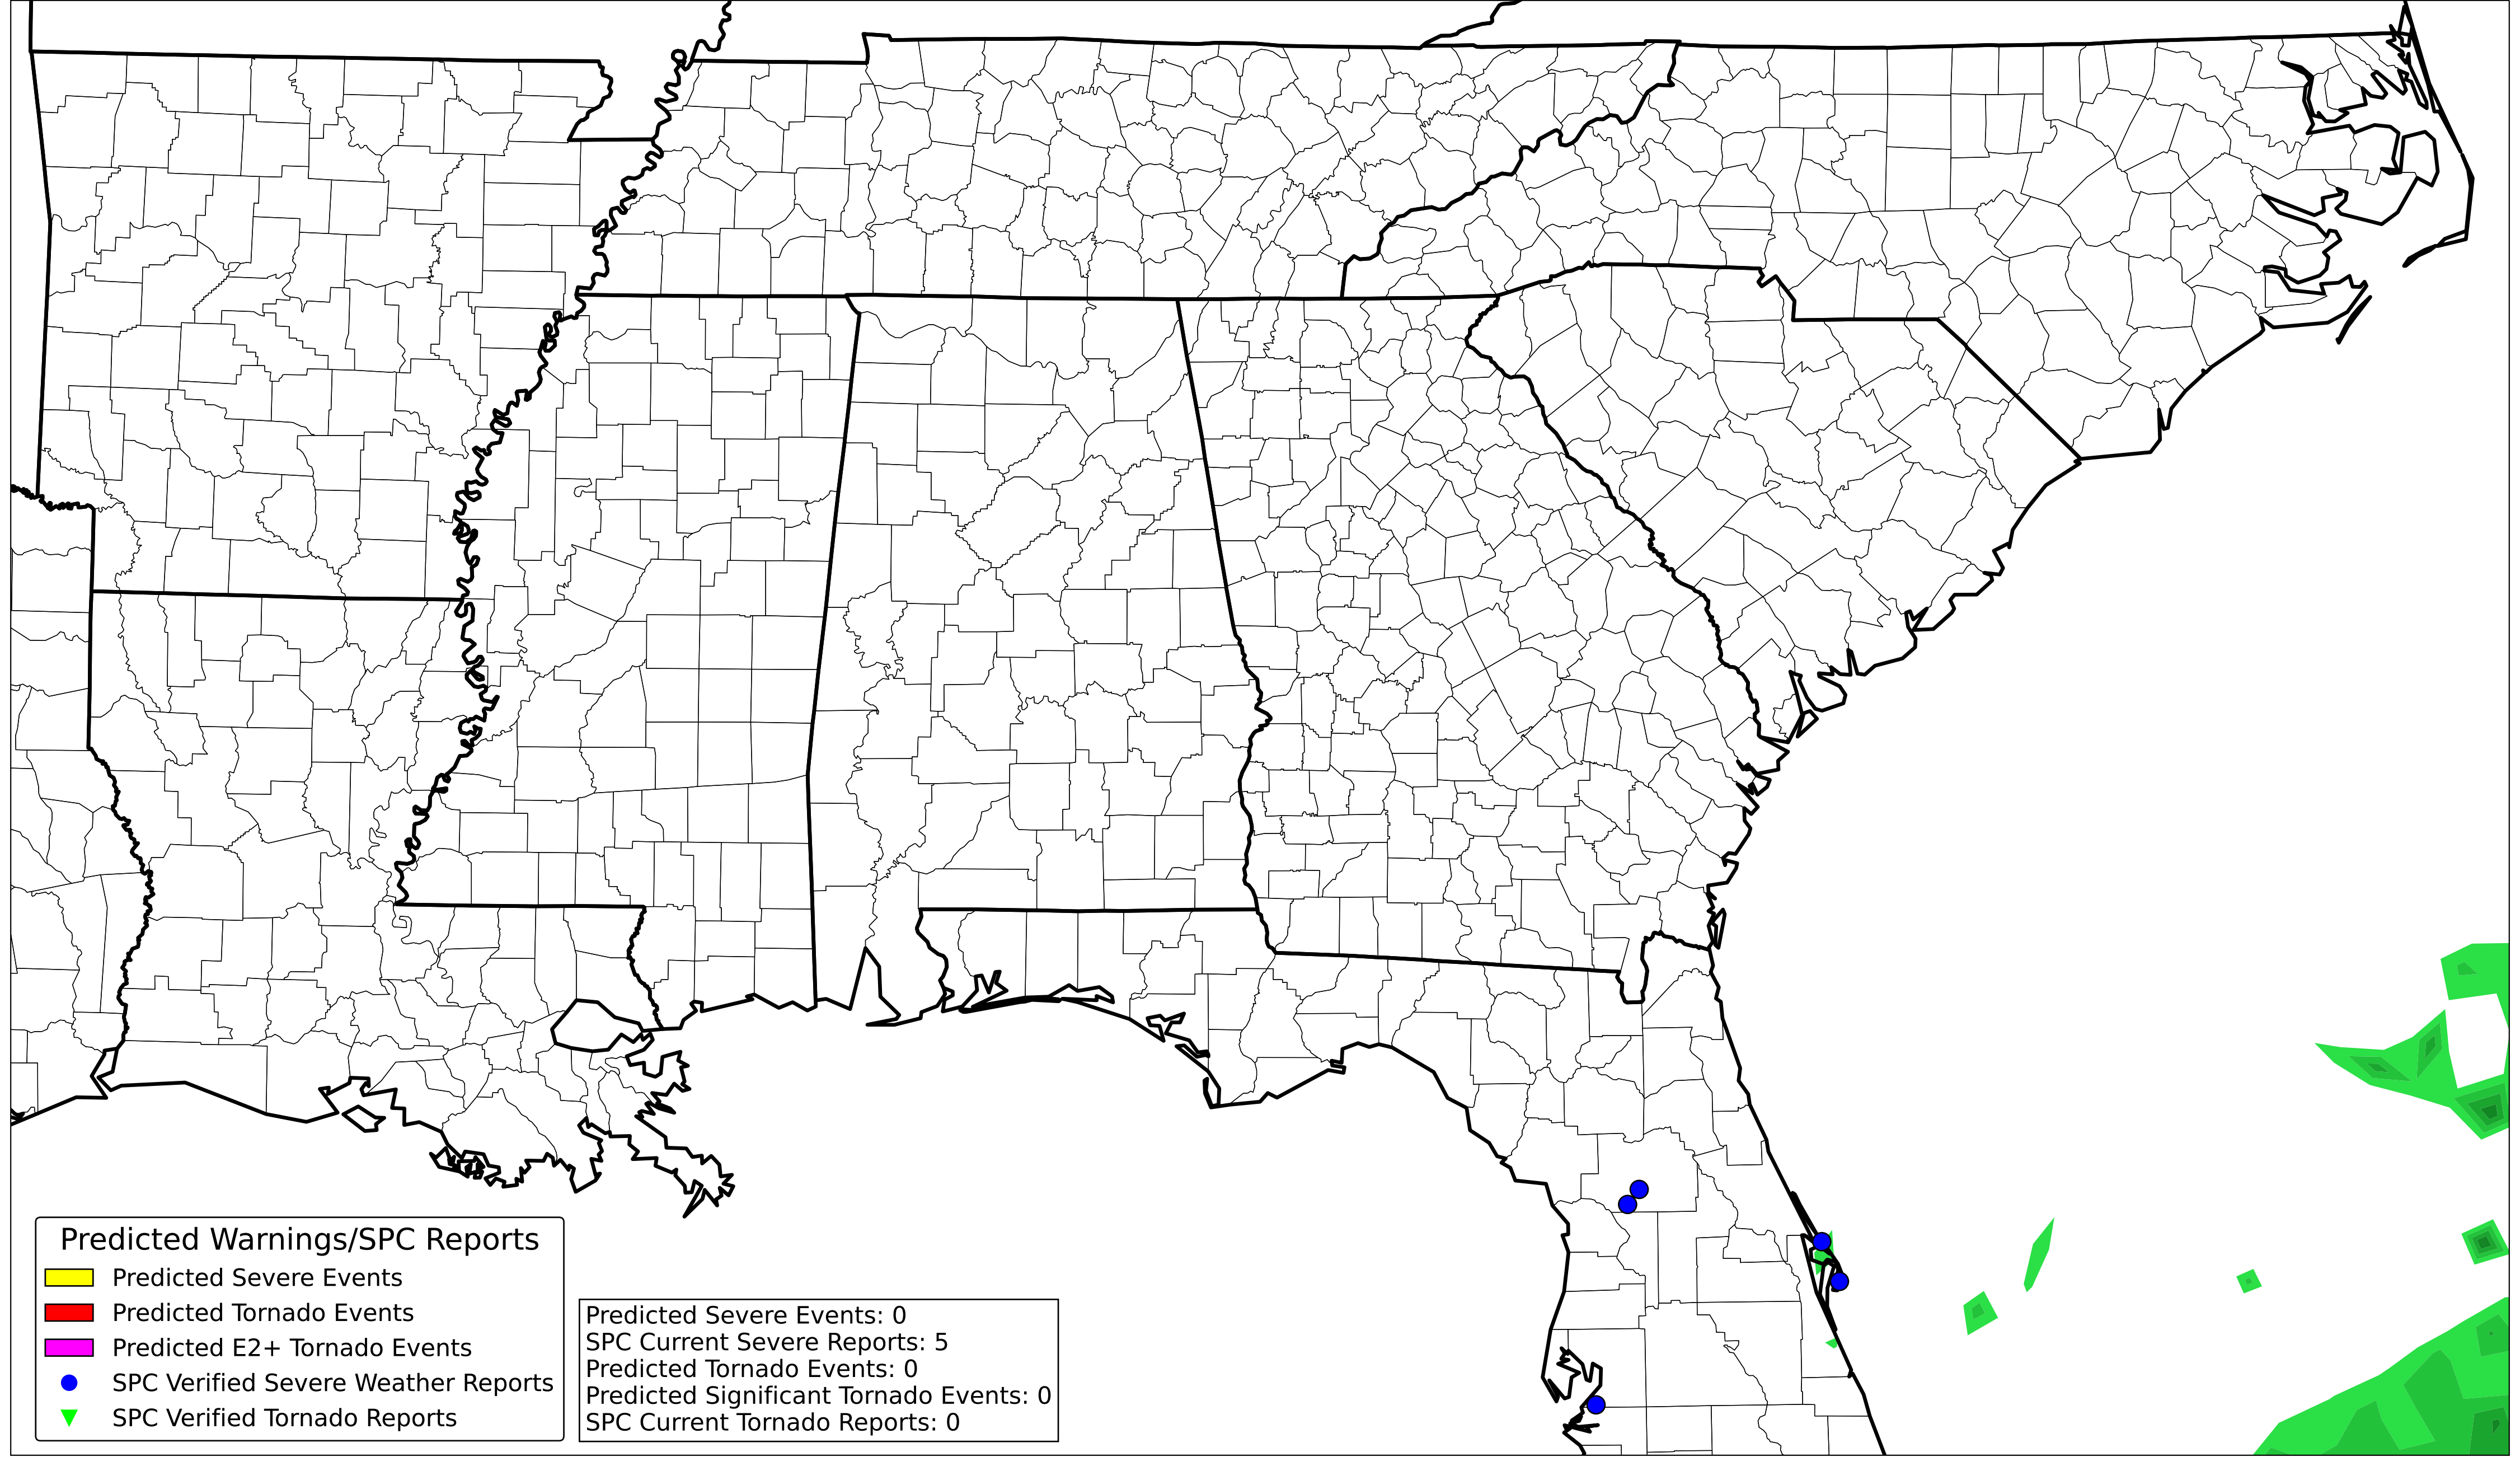 Predicted Warnings/SPC Reports
Predicted Severe Events
Predicted Tornado Events
Predicted E2+ Tornado Events
SPC Verified Severe Weather Reports
SPC Verified Tornado Reports
Predicted Severe Events: 0
SPC Current Severe Reports: 5
Predicted Tornado Events: 0
Predicted Significant Tornado Events: 0
SPC Current Tornado Reports: 0